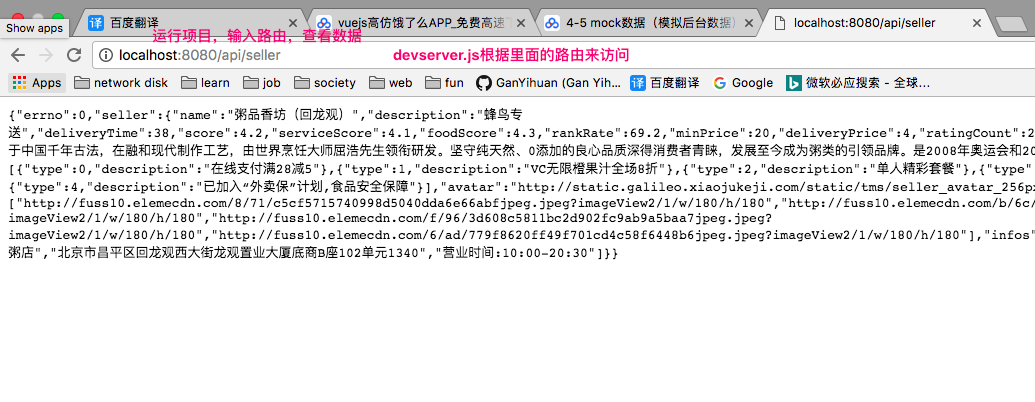 百度翻译
vuejs高仿饿了么APP_免费高速下
4-5 mock数据（模拟后台数据）
localhost:8080/api/seller
Show apps
运行项目，输入路由，查看数据
localhost:8080/api/seller
devserver.js根据里面的路由来访问
Apps network disk learn job society web fun GanYihuan (Gan Yih… 百度翻译 Google 微软必应搜索 - 全球…
{"errno":0,"seller":{"name":"粥品香坊（回龙观）","description":"蜂鸟专
送","deliveryTime":38,"score":4.2,"serviceScore":4.1,"foodScore":4.3,"rankRate":69.2,"minPrice":20,"deliveryPrice":4,"ratingCount":2
于中国千年古法，在融和现代制作工艺，由世界烹饪大师屈浩先生领衔研发。坚守纯天然、0添加的良心品质深得消费者青睐，发展至今成为粥类的引领品牌。是2008年奥运会和20
[{"type":0,"description":"在线支付满28减5"},{"type":1,"description":"VC无限橙果汁全场8折"},{"type":2,"description":"单人精彩套餐"},{"type":
{"type":4,"description":"已加入“外卖保”计划,食品安全保障"}],"avatar":"http://static.galileo.xiaojukeji.com/static/tms/seller_avatar_256px
["http://fuss10.elemecdn.com/8/71/c5cf5715740998d5040dda6e66abfjpeg.jpeg?imageView2/1/w/180/h/180","http://fuss10.elemecdn.com/b/6c/
imageView2/1/w/180/h/180","http://fuss10.elemecdn.com/f/96/3d608c5811bc2d902fc9ab9a5baa7jpeg.jpeg?
imageView2/1/w/180/h/180","http://fuss10.elemecdn.com/6/ad/779f8620ff49f701cd4c58f6448b6jpeg.jpeg?imageView2/1/w/180/h/180"],"infos"
粥店","北京市昌平区回龙观西大街龙观置业大厦底商B座102单元1340","营业时间:10:00-20:30"]}}